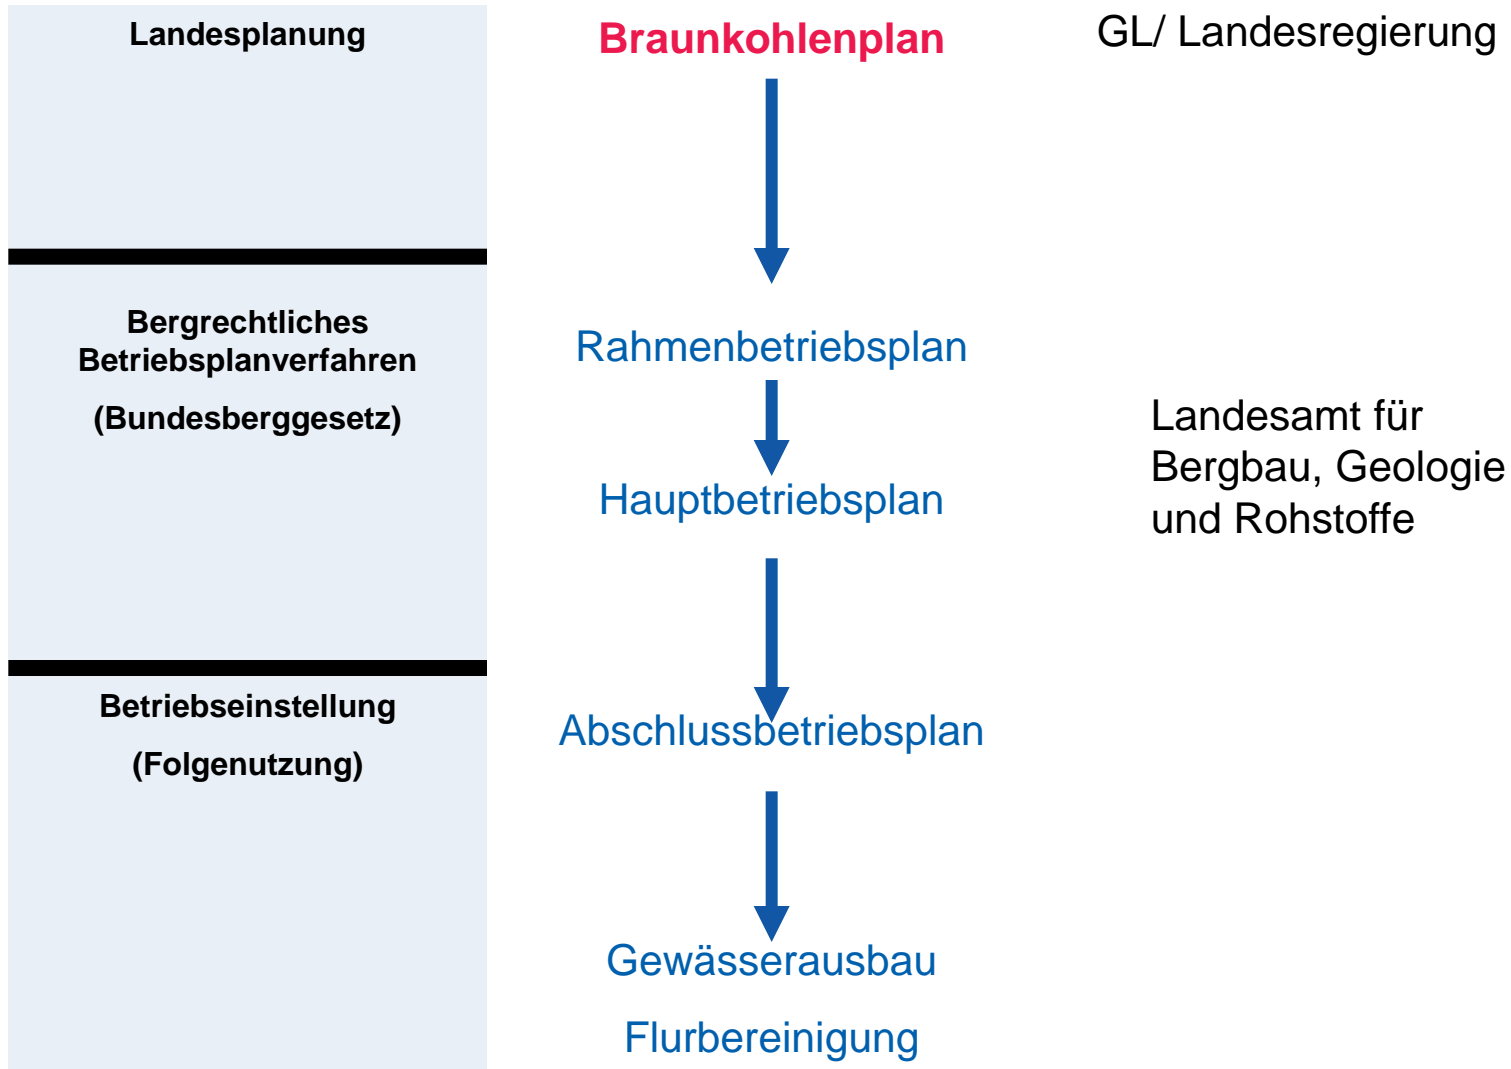 Landesplanung
Braunkohlenplan
GL/ Landesregierung
Bergrechtliches
Betriebsplanverfahren
(Bundesberggesetz)
Rahmenbetriebsplan
Hauptbetriebsplan
Landesamt für
Bergbau, Geologie
und Rohstoffe
Betriebseinstellung
(Folgenutzung)
Abschlussbetriebsplan
Gewässerausbau
Flurbereinigung